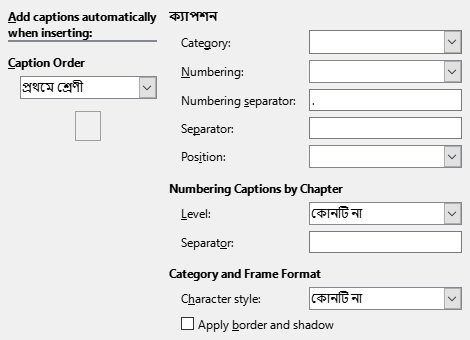 Add captions automatically
when inserting:
Caption Order
প্রথমে শ্রেণী
ক্যাপশন
Category:
Numbering:
Numbering separator: .
Separator:
Position:
Numbering Captions by Chapter
Level: কোনটি না
Separator:
Category and Frame Format
Character style: কোনটি না
Apply border and shadow